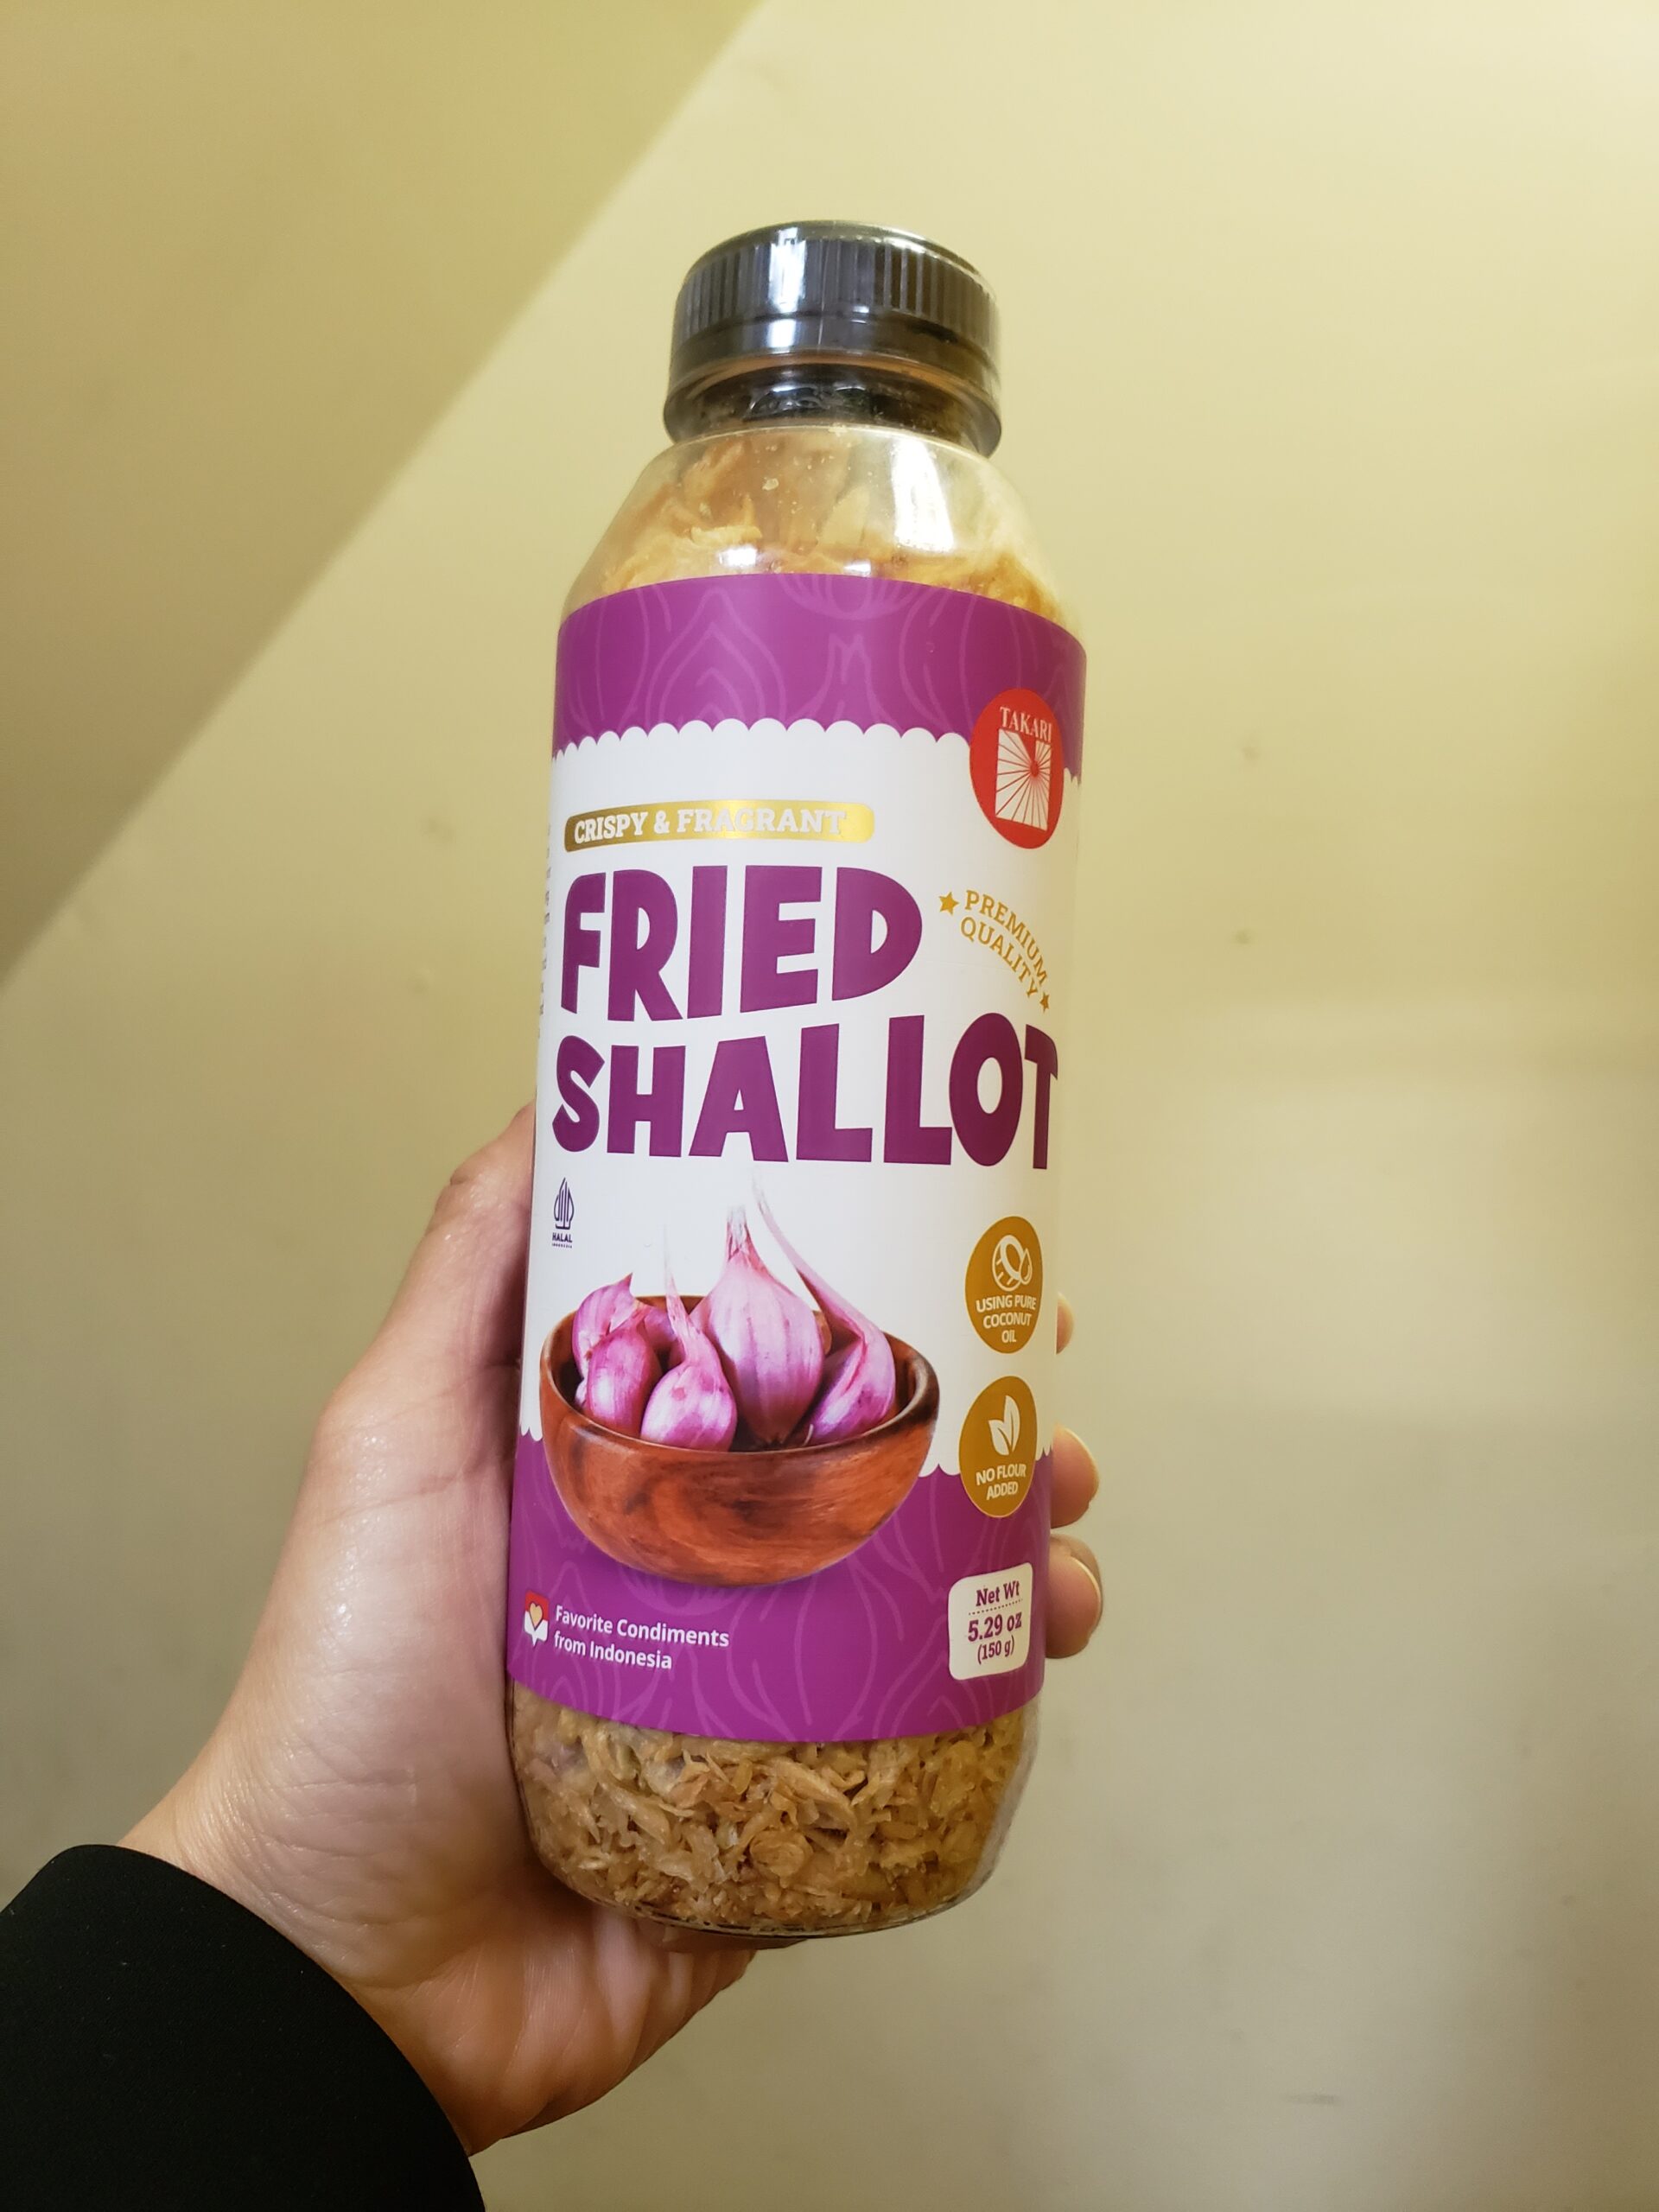 TAKARI
CRISPY & FRAGRANT
FRIED
SHALLOT
PREMIUM
QUALITY
HALAL
INDONESIA
USING PURE
COCONUT
OIL
NO FLOUR
ADDED
Favorite Condiments
from Indonesia
Net Wt
5.29 oz
(150 g)